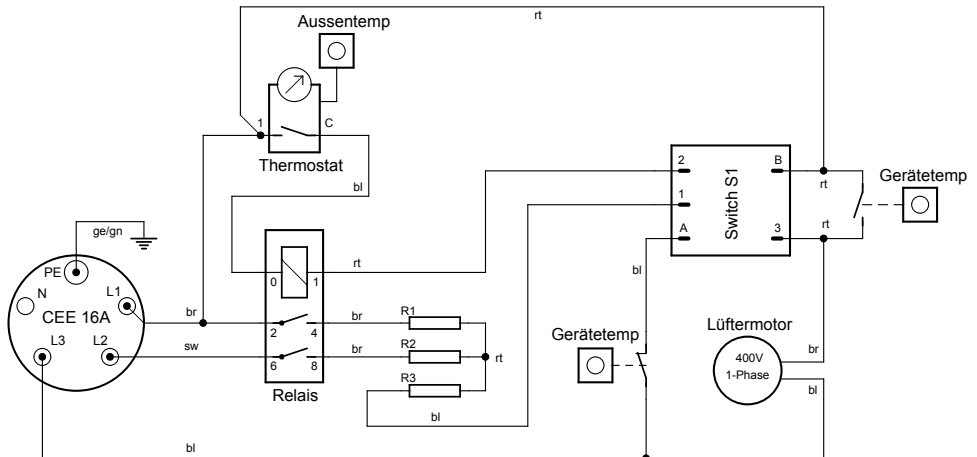 rt
Aussentemp
1
C
Thermostat
bl
2
B
1
A
3
Switch S1
rt
rt
Gerätetemp
ge/gn
PE
N
L1
CEE 16A
L3
L2
br
sw
0
1
rt
2
4
6
8
Relais
br
br
R1
R2
R3
rt
bl
bl
Gerätetemp
Lüftermotor
400V
1-Phase
br
bl
bl